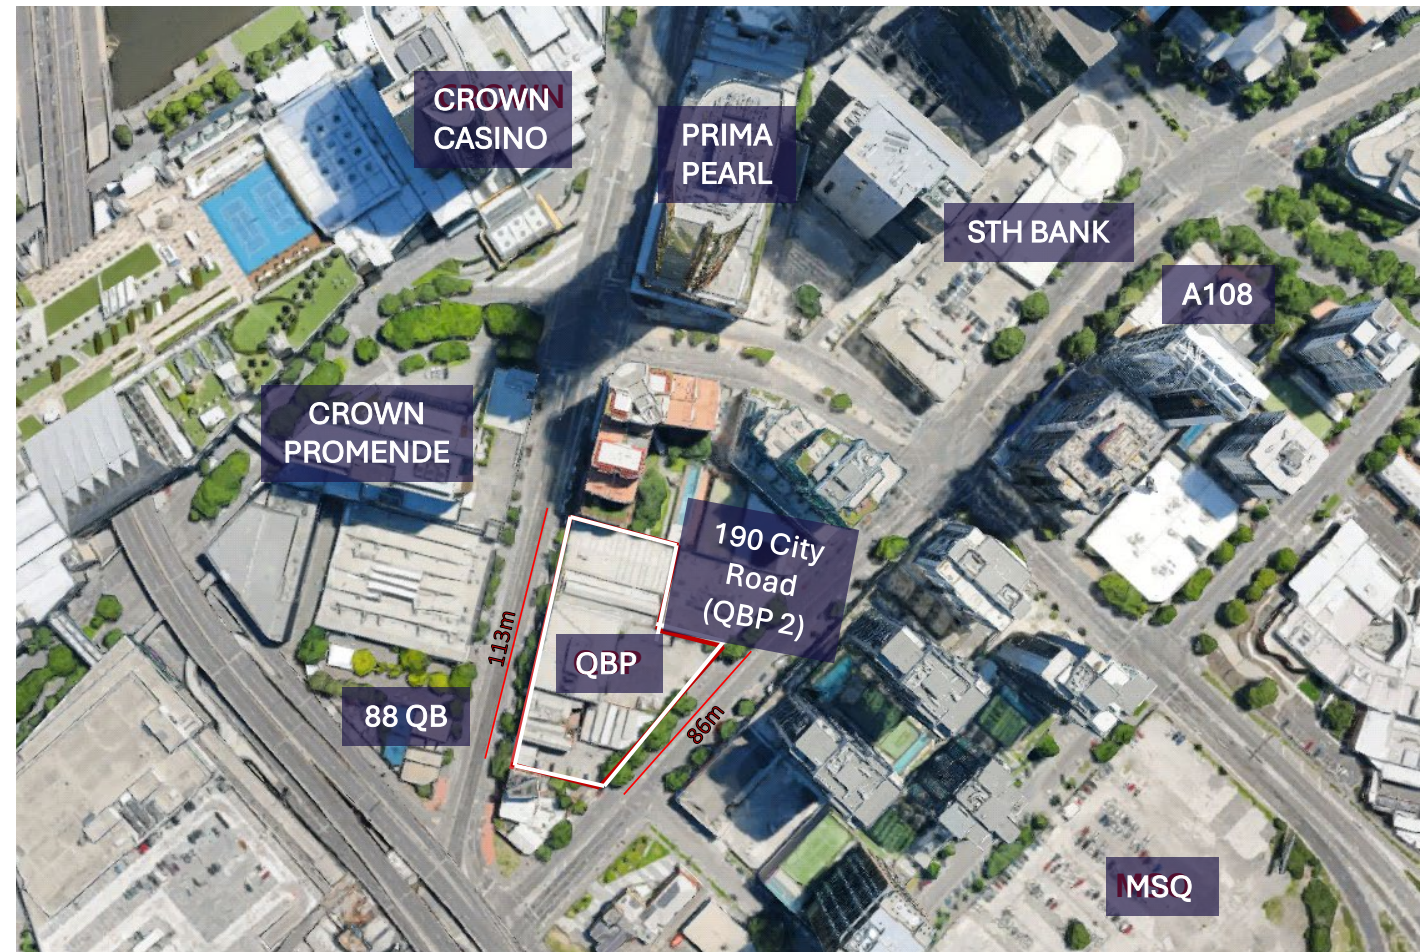 CROWN
CASINO
PRIMA
PEARL
STH BANK
A108
CROWN
PROMENDE
190 City
Road
(QBP 2)
113m
QBP
86m
88 QB
MSQ